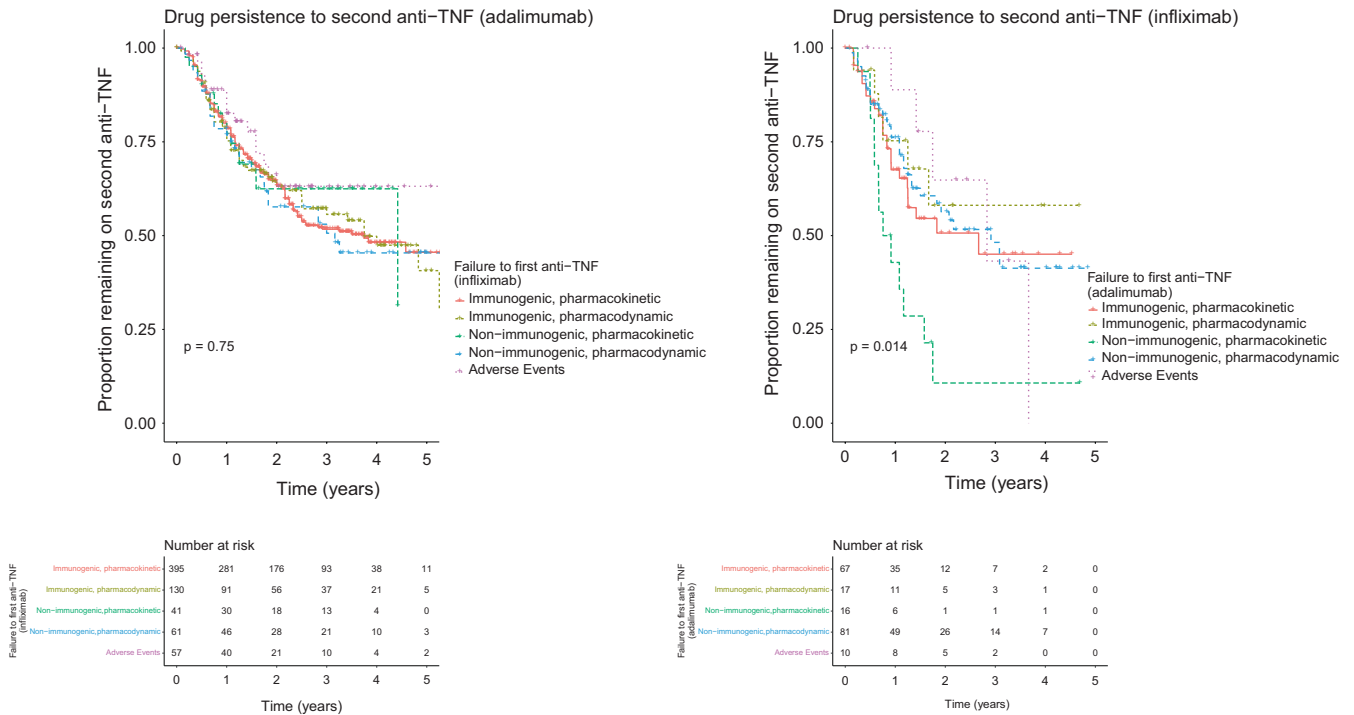 Drug persistence to second anti−TNF (adalimumab)
Proportion remaining on second anti−TNF
1.00
0.75
0.50
0.25
0.00
p = 0.75
Failure to first anti−TNF
(infliximab)
Immunogenic, pharmacokinetic
Immunogenic, pharmacodynamic
Non−immunogenic, pharmacokinetic
Non−immunogenic, pharmacodynamic
Adverse Events
0 1 2 3 4 5
Time (years)
Number at risk
Failure to first anti−TNF
(infliximab)
Immunogenic, pharmacokinetic 395 281 176 93 38 11
Immunogenic, pharmacodynamic 130 91 56 37 21 5
Non−immunogenic,pharmacokinetic 41 30 18 13 4 0
Non−immunogenic,pharmacodynamic 61 46 28 21 10 3
Adverse Events 57 40 21 10 4 2
0 1 2 3 4 5
Time (years)
Drug persistence to second anti−TNF (infliximab)
Proportion remaining on second anti−TNF
1.00
0.75
0.50
0.25
0.00
p = 0.014
Failure to first anti−TNF
(adalimumab)
Immunogenic, pharmacokinetic
Immunogenic, pharmacodynamic
Non−immunogenic, pharmacokinetic
Non−immunogenic, pharmacodynamic
Adverse Events
0 1 2 3 4 5
Time (years)
Number at risk
Failure to first anti−TNF
(adalimumab)
Immunogenic, pharmacokinetic 67 35 12 7 2 0
Immunogenic, pharmacodynamic 17 11 5 3 1 0
Non−immunogenic,pharmacokinetic 16 6 1 1 1 0
Non−immunogenic,pharmacodynamic 81 49 26 14 7 0
Adverse Events 10 8 5 2 0 0
0 1 2 3 4 5
Time (years)